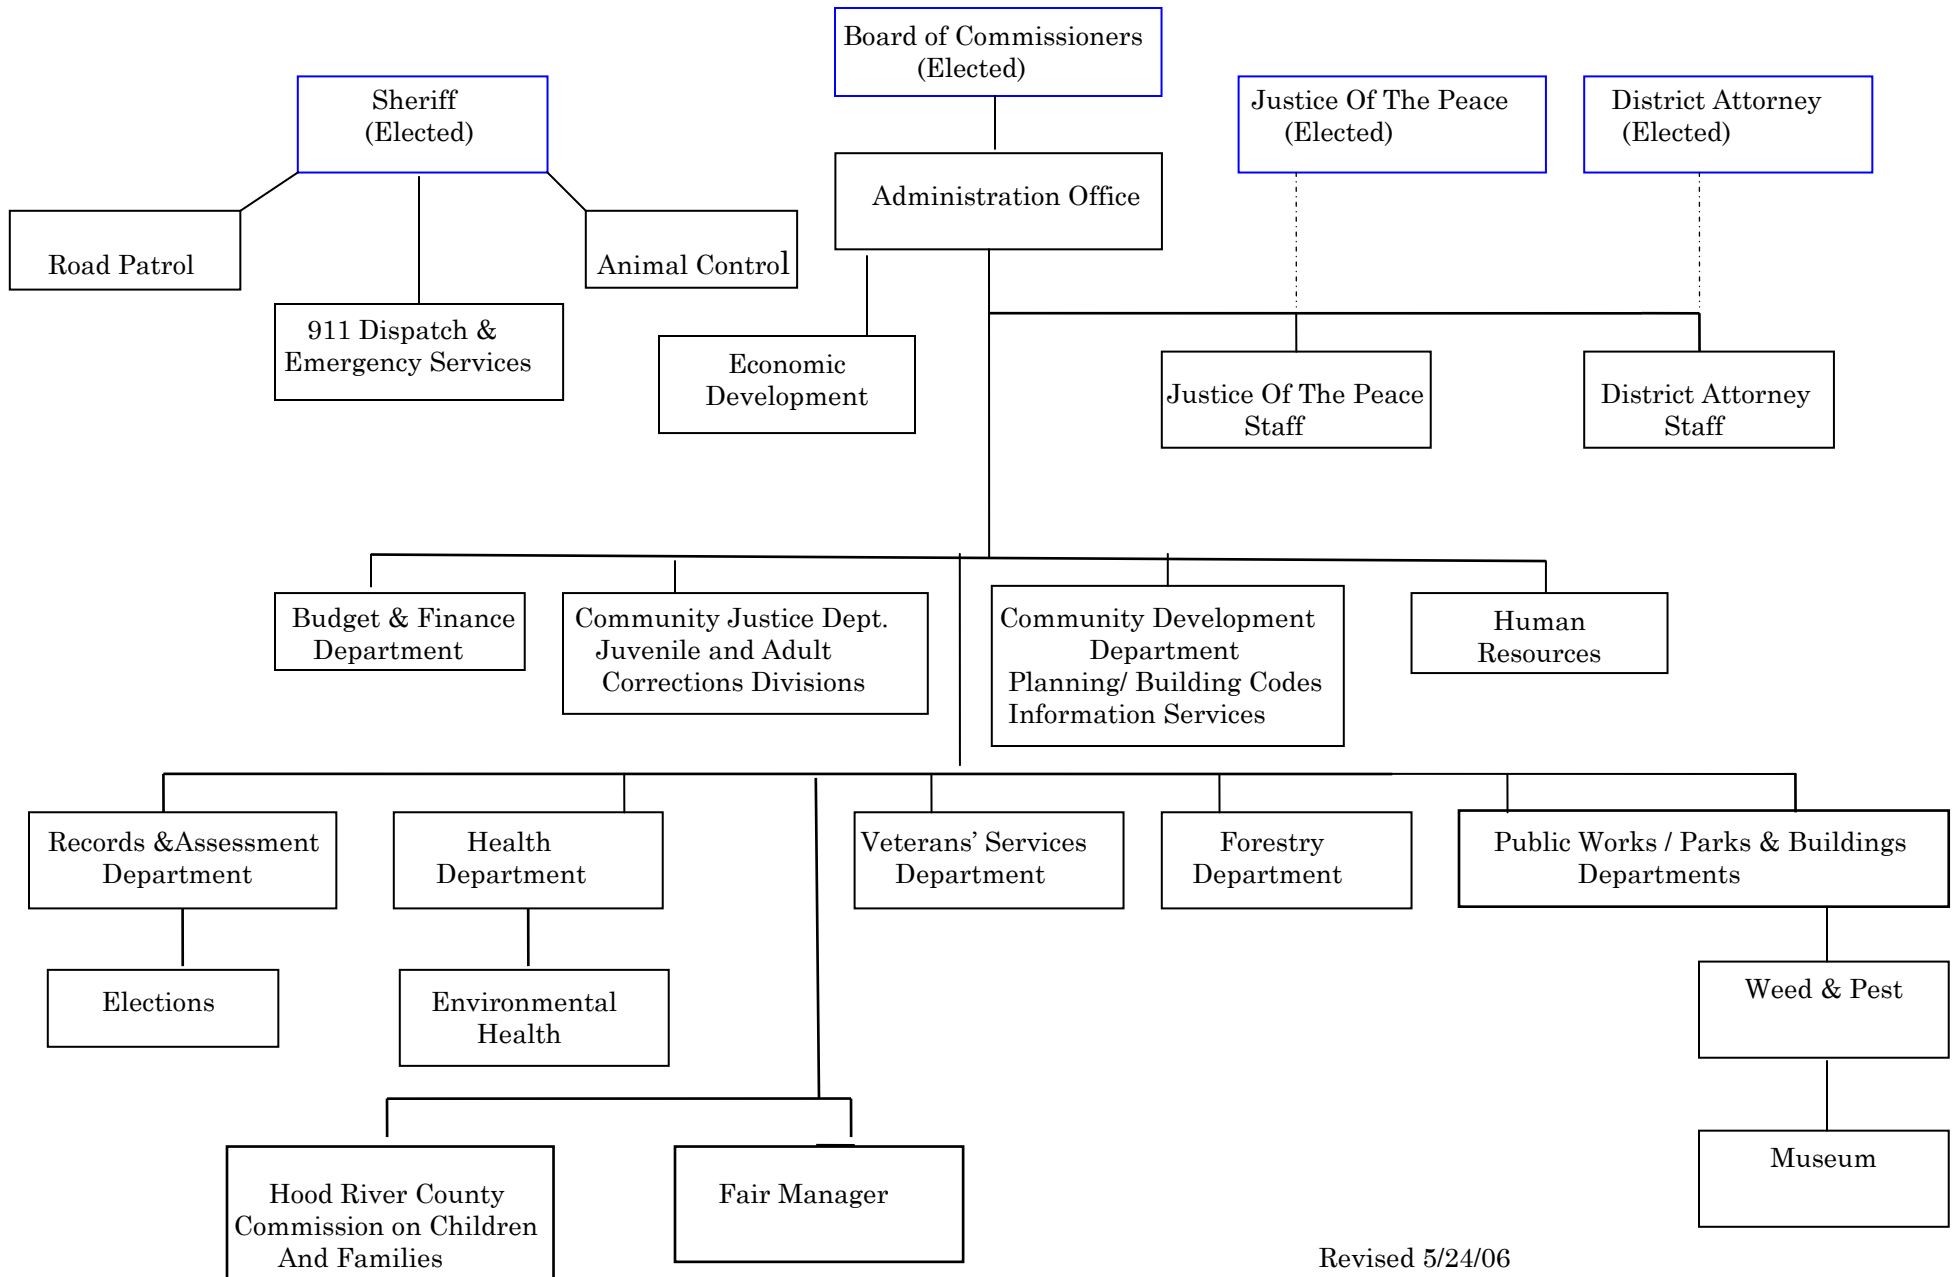 Board of Commissioners
(Elected)
Sheriff
(Elected)
Justice Of The Peace
(Elected)
District Attorney
(Elected)
Administration Office
Road Patrol
Animal Control
911 Dispatch &
Emergency Services
Economic
Development
Justice Of The Peace
Staff
District Attorney
Staff
Budget & Finance
Department
Community Justice Dept.
Juvenile and Adult
Corrections Divisions
Community Development
Department
Planning/ Building Codes
Information Services
Human
Resources
Records &Assessment
Department
Health
Department
Veterans’ Services
Department
Forestry
Department
Public Works / Parks & Buildings
Departments
Elections
Environmental
Health
Weed & Pest
Museum
Hood River County
Commission on Children
And Families
Fair Manager
Revised 5/24/06